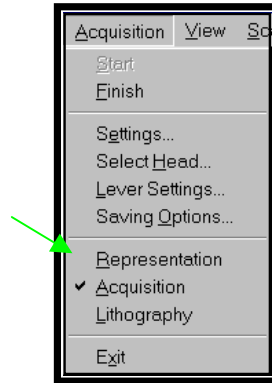 Acquisition View Sc
Start
Finish
Settings...
Select Head...
Lever Settings...
Saving Options...
Representation
Acquisition
Lithography
Exit